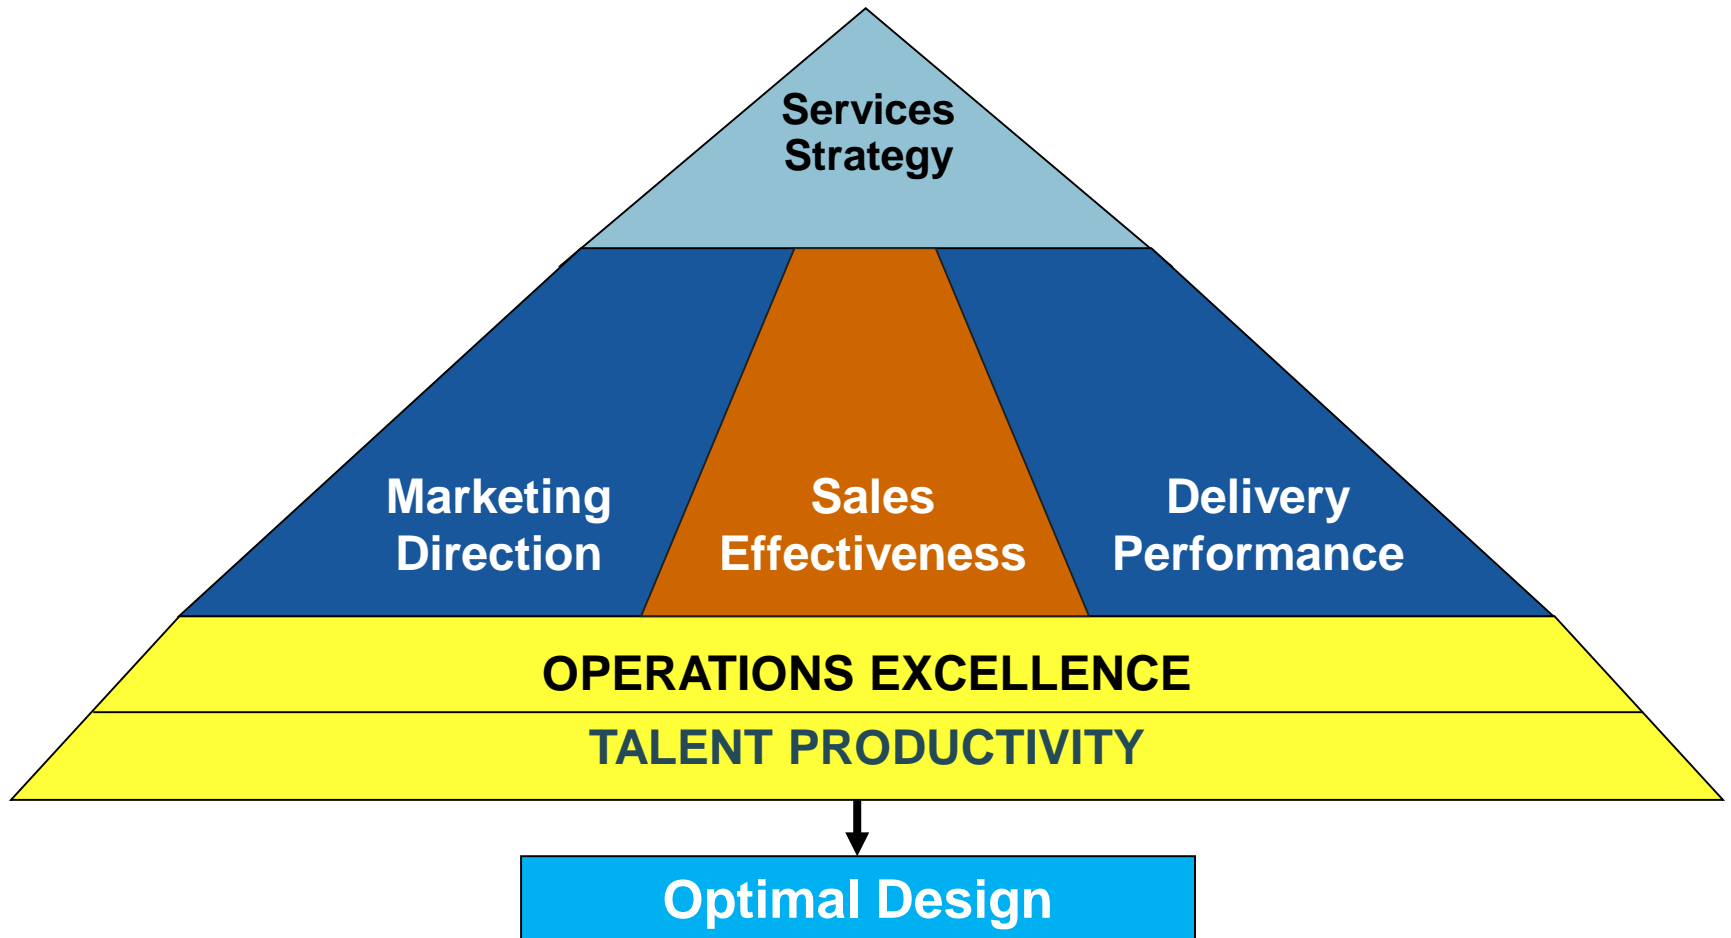 Services
Strategy
Marketing
Direction
Sales
Effectiveness
Delivery
Performance
OPERATIONS EXCELLENCE
TALENT PRODUCTIVITY
Optimal Design